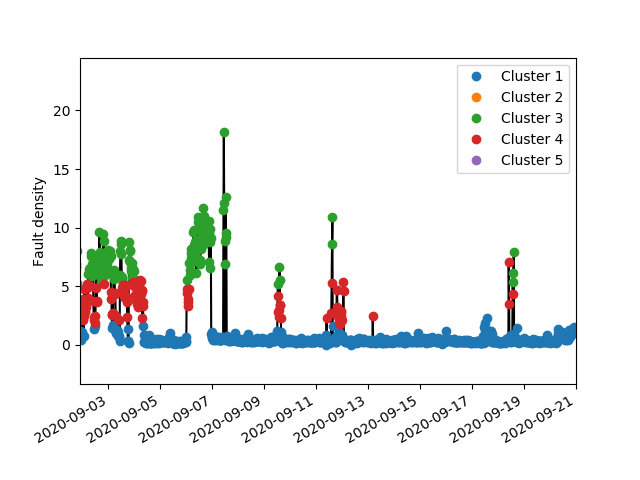 Cluster 1
Cluster 2
Cluster 3
Cluster 4
Cluster 5
Fault density
20
15
10
5
0
2020-09-03
2020-09-05
2020-09-07
2020-09-09
2020-09-11
2020-09-13
2020-09-15
2020-09-17
2020-09-19
2020-09-21